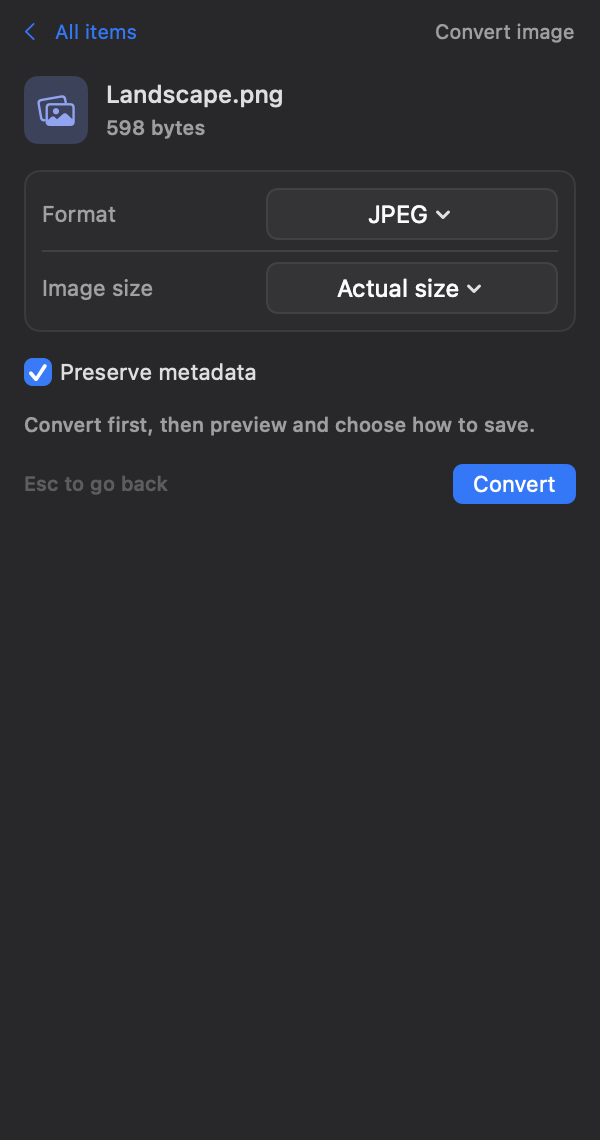 All items
Convert image
Landscape.png
598 bytes
Format
JPEG
Image size
Actual size
Preserve metadata
Convert first, then preview and choose how to save.
Esc to go back
Convert